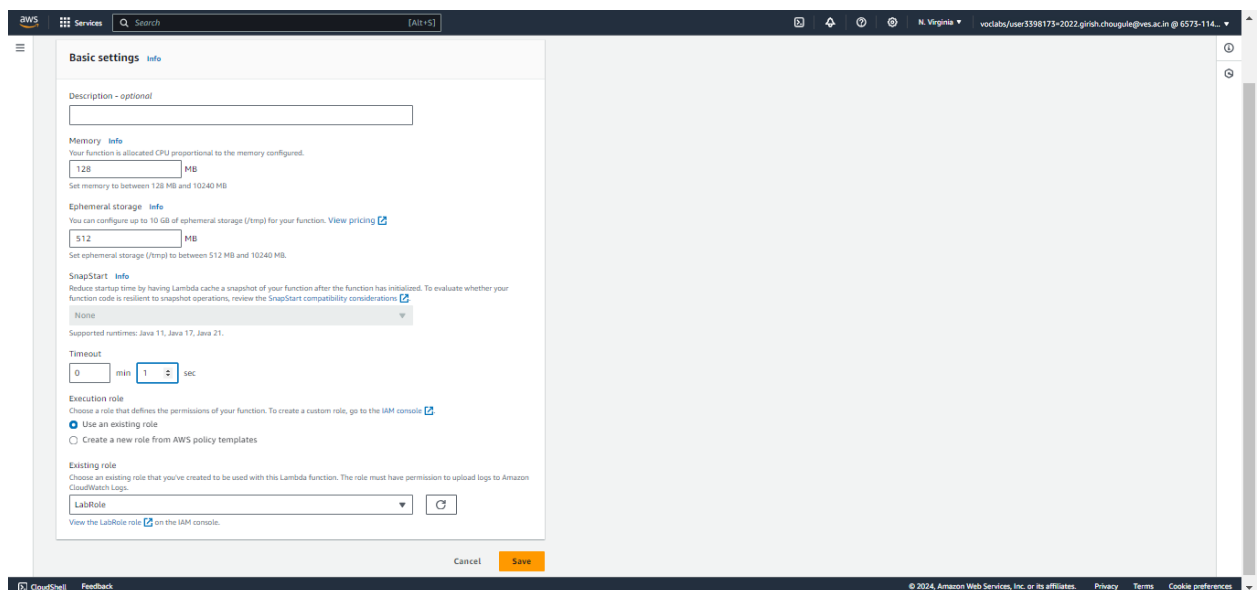 aws Services Search [Alt+S] N. Virginia voclabs/user3398173=2022.girish.chougule@ves.ac.in @ 6573-114...
Basic settings Info
Description - optional
Memory Info
Your function is allocated CPU proportional to the memory configured.
128 MB
Set memory to between 128 MB and 10240 MB
Ephemeral storage Info
You can configure up to 10 GB of ephemeral storage (/tmp) for your function. View pricing
512 MB
Set ephemeral storage (/tmp) to between 512 MB and 10240 MB.
SnapStart Info
Reduce startup time by having Lambda cache a snapshot of your function after the function has initialized. To evaluate whether your
function code is resilient to snapshot operations, review the SnapStart compatibility considerations.
None
Supported runtimes: Java 11, Java 17, Java 21.
Timeout
0 min 1 sec
Execution role
Choose a role that defines the permissions of your function. To create a custom role, go to the IAM console.
Use an existing role
Create a new role from AWS policy templates
Existing role
Choose an existing role that you've created to be used with this Lambda function. The role must have permission to upload logs to Amazon
CloudWatch Logs.
LabRole
View the LabRole role on the IAM console.
Cancel Save
CloudShell Feedback © 2024, Amazon Web Services, Inc. or its affiliates. Privacy Terms Cookie preferences